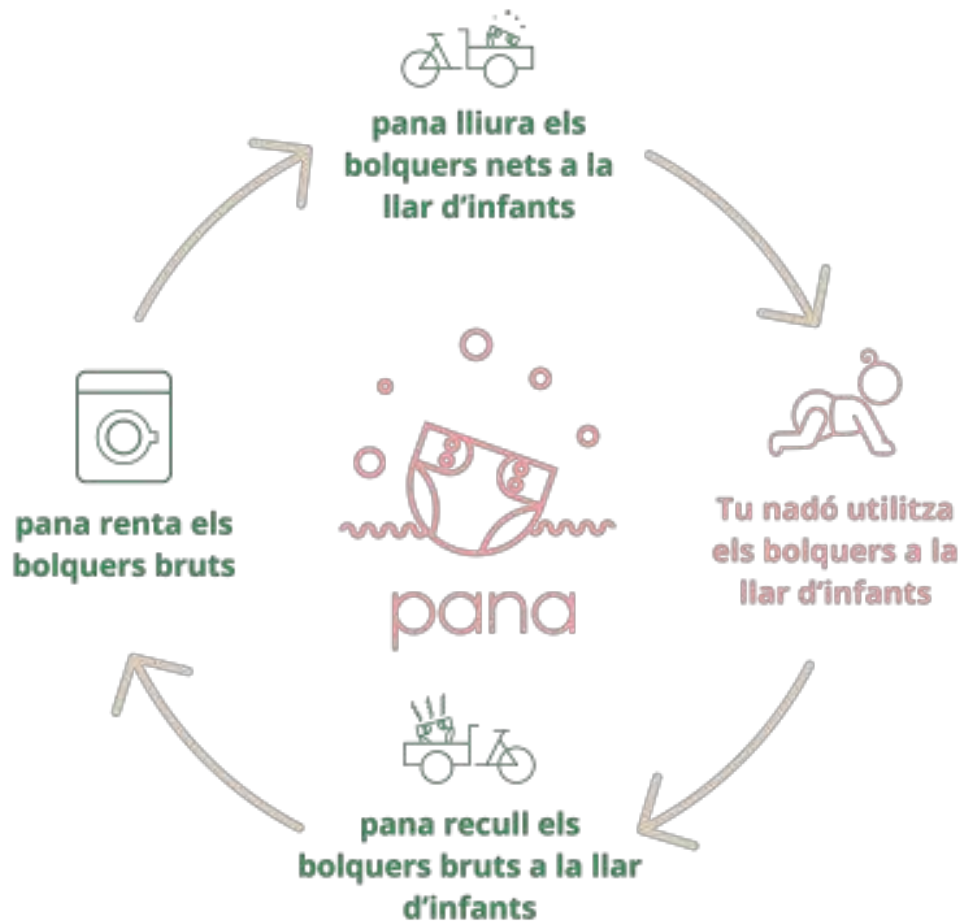 pana lliura els
bolquers nets a la
llar d'infants
Tu nadó utilitza
els bolquers a la
llar d'infants
pana recull els
bolquers bruts a la llar
d'infants
pana renta els
bolquers bruts
pana